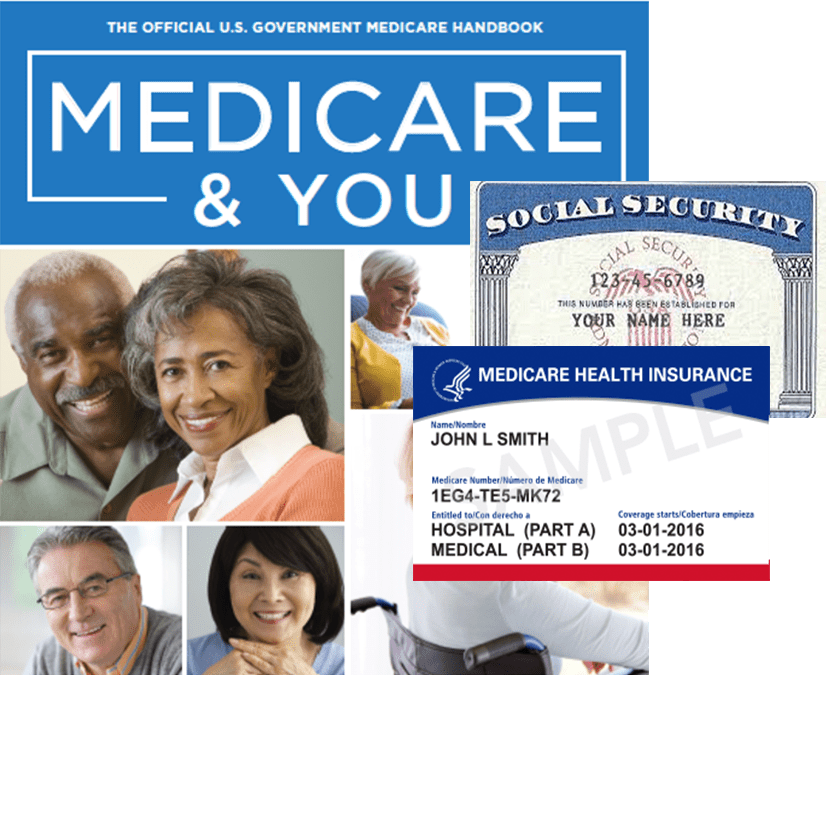 THE OFFICIAL U.S. GOVERNMENT MEDICARE HANDBOOK
MEDICARE
& YOU
SOCIAL SECURITY
SOCIAL SECUR
123-45-6789
THIS NUMBER HAS BEEN ESTABLISHED FOR
YOUR NAME HERE
MEDICARE HEALTH INSURANCE
Name/Nombre
JOHN L SMITH
SAMPLE
Medicare Number/Número de Medicare
1EG4-TE5-MK72
Entitled to/Con derecho a Coverage starts/Cobertura empieza
HOSPITAL (PART A) 03-01-2016
MEDICAL (PART B) 03-01-2016